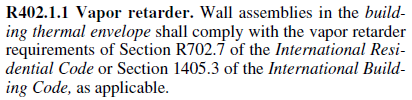 R402.1.1 Vapor retarder. Wall assemblies in the build-
ing thermal envelope shall comply with the vapor retarder
requirements of Section R702.7 of the International Resi-
dential Code or Section 1405.3 of the International Build-
ing Code, as applicable.